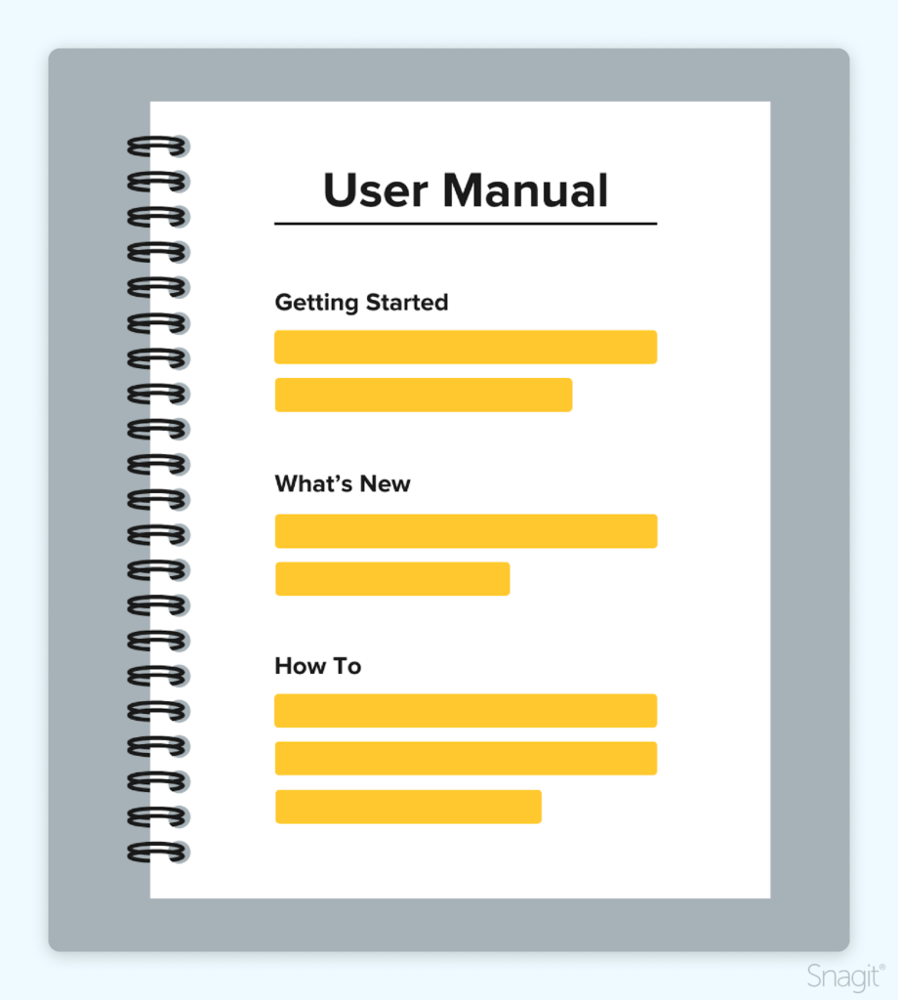 User Manual
Getting Started
What’s New
How To
Snagit®